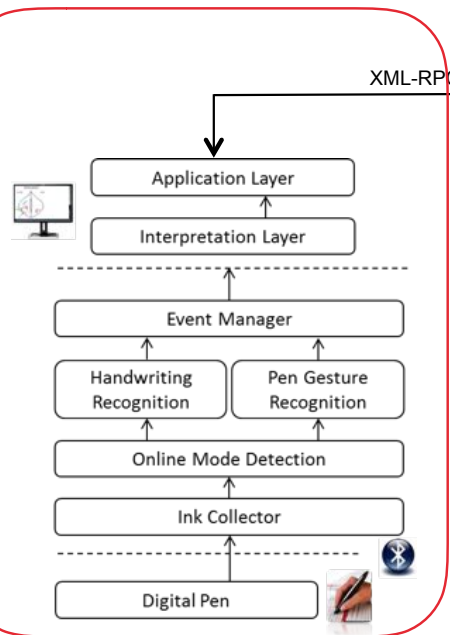 XML-RPC
Application Layer
Interpretation Layer
Event Manager
Handwriting
Recognition
Pen Gesture
Recognition
Online Mode Detection
Ink Collector
Digital Pen